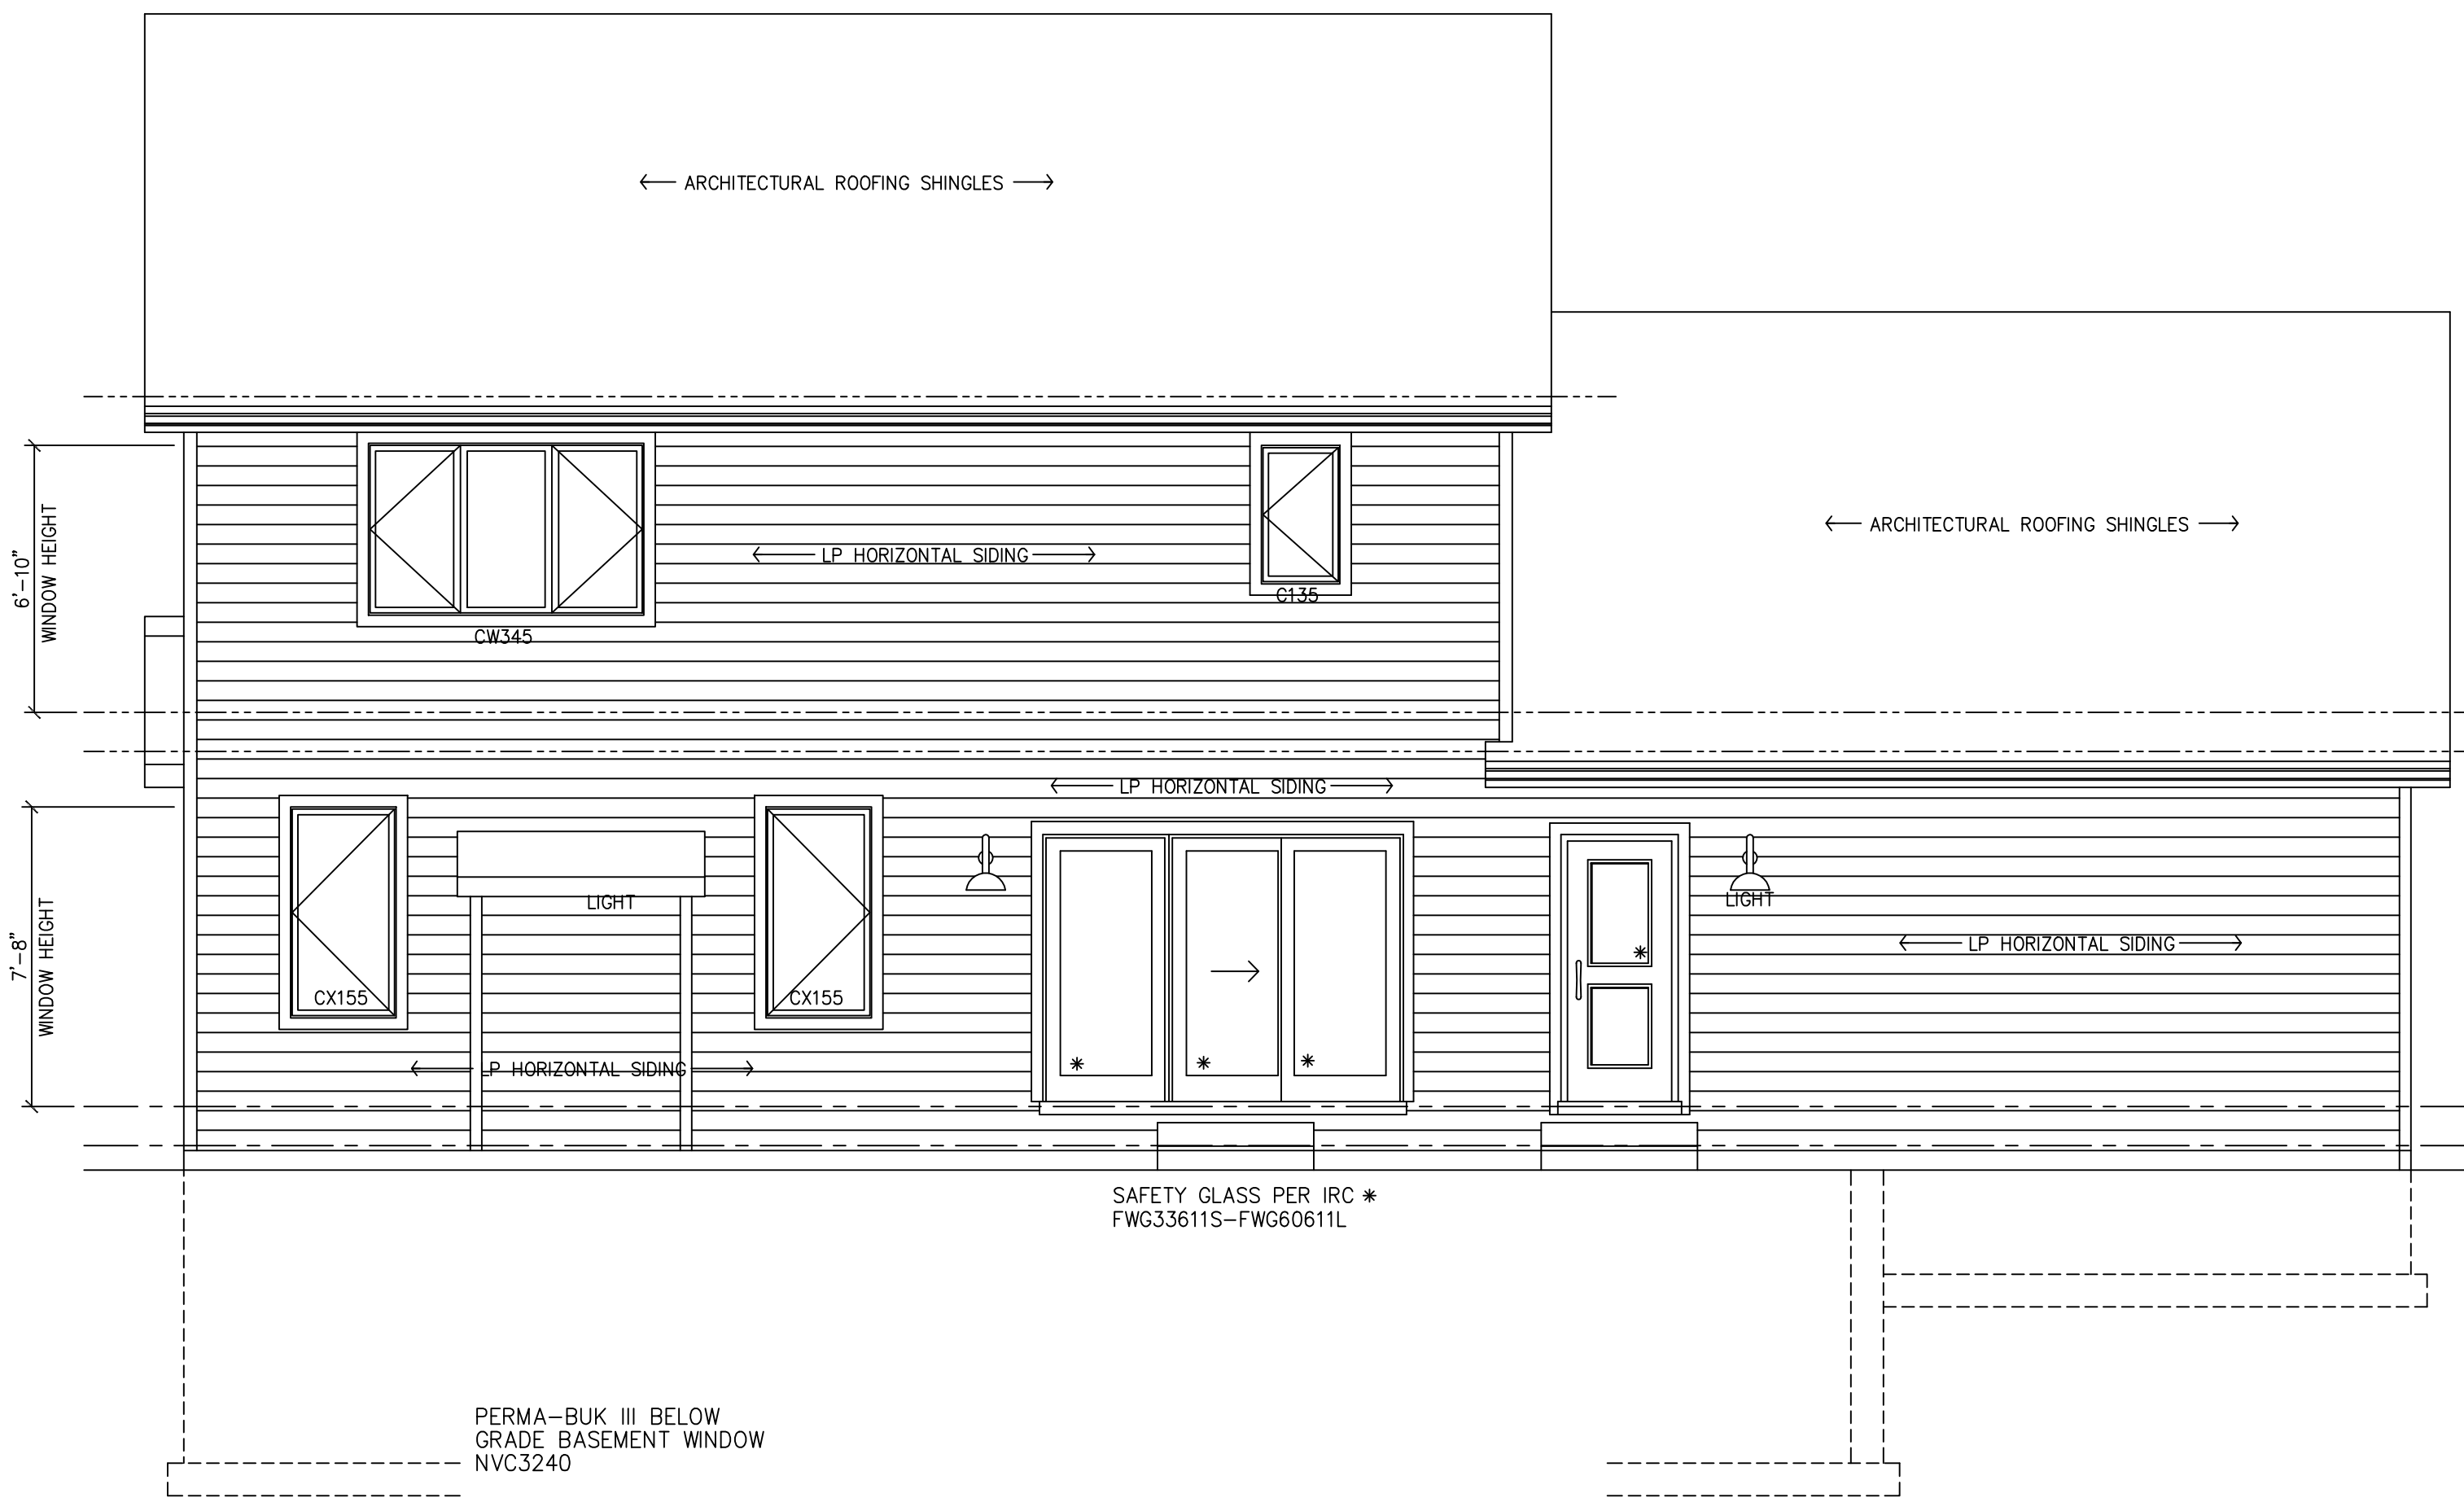 ARCHITECTURAL ROOFING SHINGLES
ARCHITECTURAL ROOFING SHINGLES
6'-10"
WINDOW HEIGHT
LP HORIZONTAL SIDING
C135
CW345
LP HORIZONTAL SIDING
7'-8"
WINDOW HEIGHT
LIGHT
LIGHT
LP HORIZONTAL SIDING
CX155
CX155
LP HORIZONTAL SIDING
SAFETY GLASS PER IRC *
FWG33611S-FWG60611L
PERMA-BUK III BELOW
GRADE BASEMENT WINDOW
NVC3240